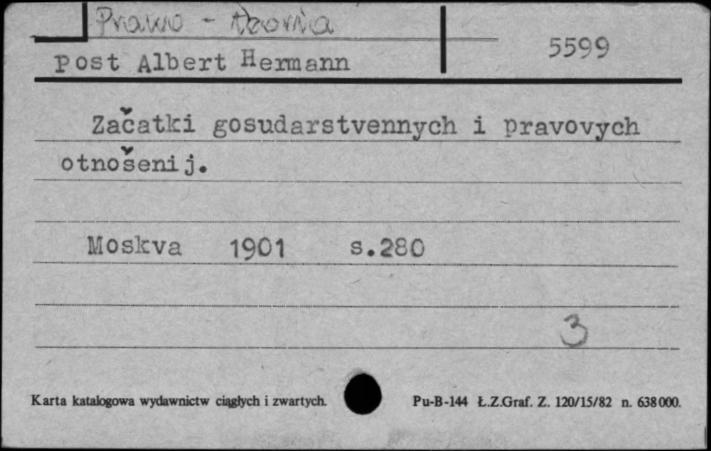 Prawo - teoria
Post Albert Hermann
5599
Začatki gosudarstvennych i pravovych
otnošenij.
Moskva 1901 s.280
3
Karta katalogowa wydawnictw ciągłych i zwartych.
Pu-B-144 Ł.Z.Graf. Z. 120/15/82 n. 638000.